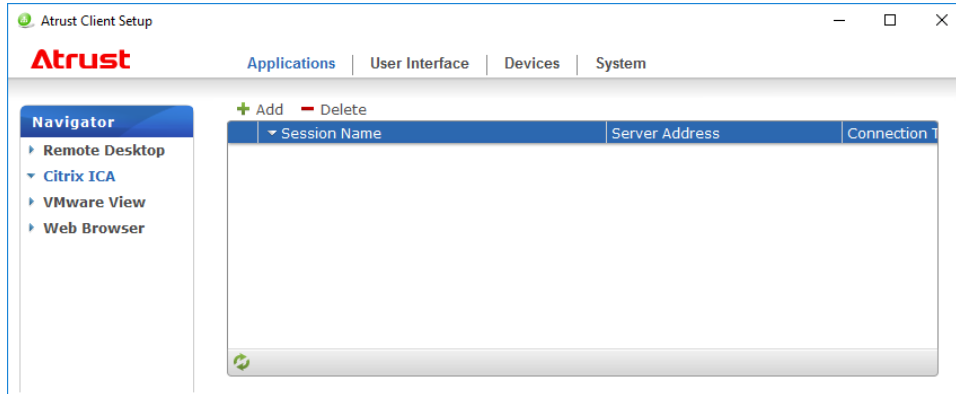 Atrust Client Setup
Atrust
Applications | User Interface | Devices | System
Navigator
Remote Desktop
Citrix ICA
VMware View
Web Browser
Add Delete
Session Name Server Address Connection T